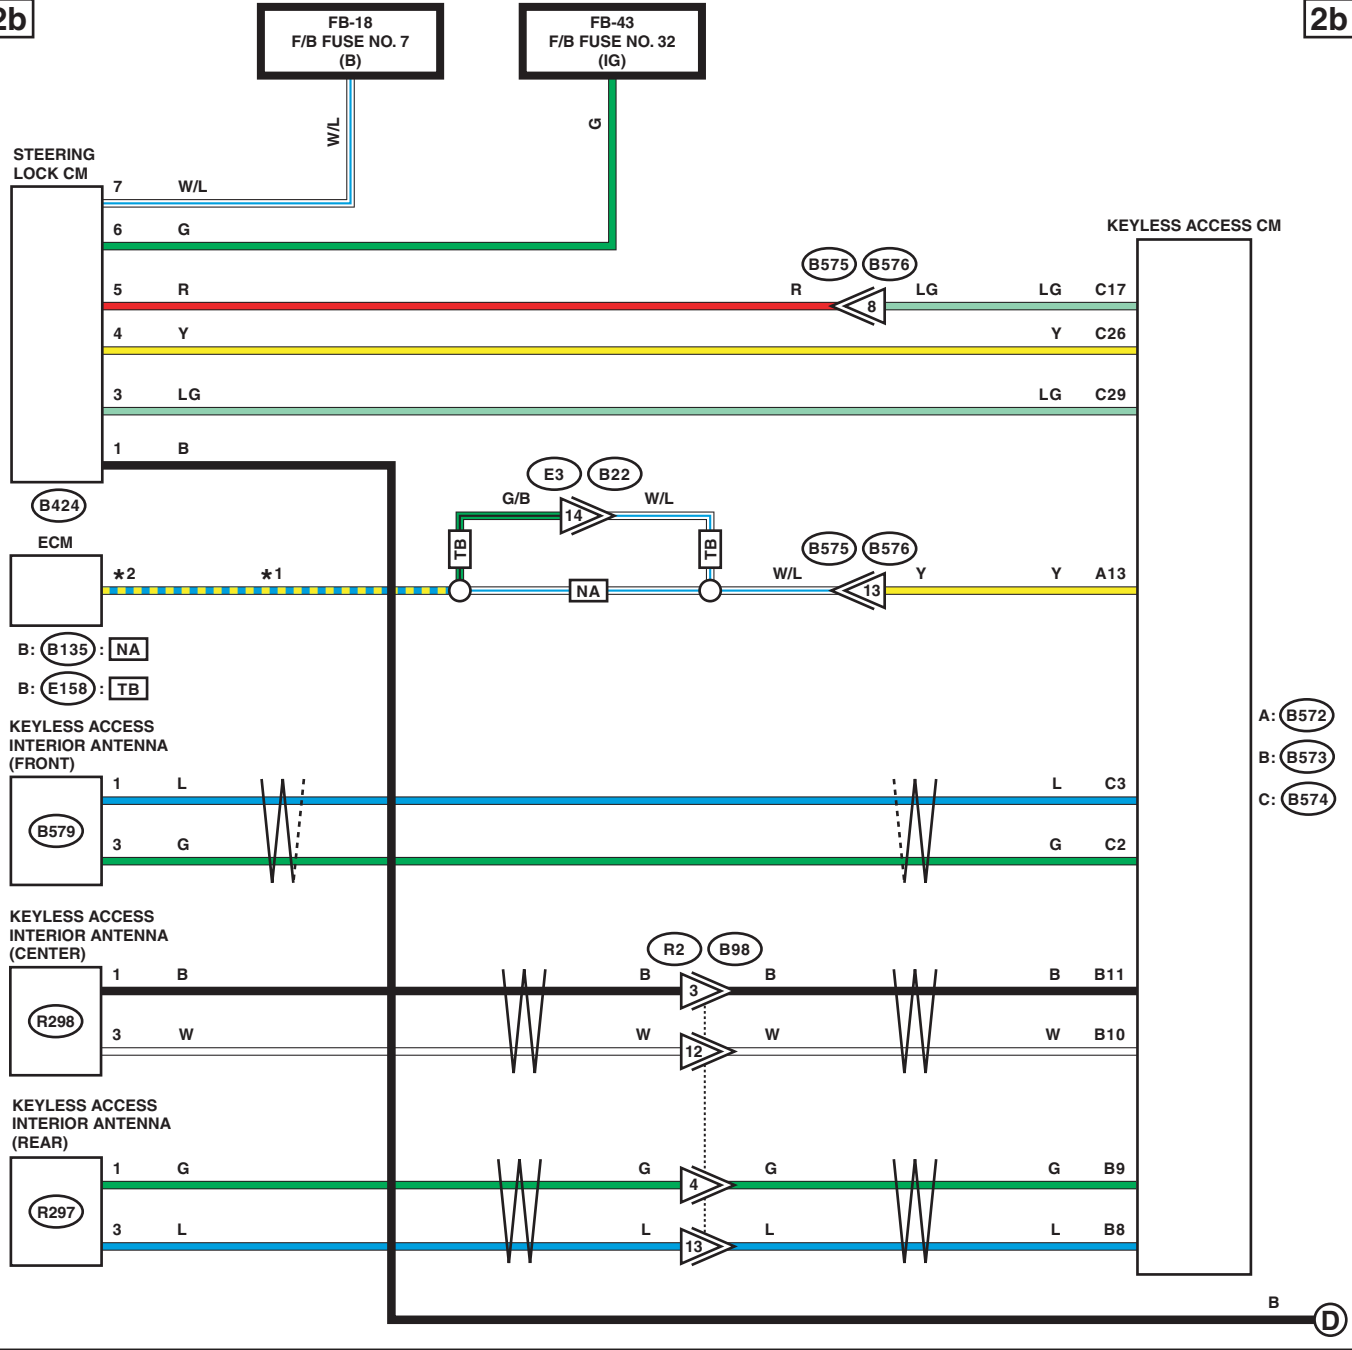 2b
2b
FB-18
F/B FUSE NO. 7
(B)
FB-43
F/B FUSE NO. 32
(IG)
W/L
G
STEERING
LOCK CM
7 W/L
6 G
KEYLESS ACCESS CM
B575 B576
5 R R 8 LG LG C17
4 Y Y C26
3 LG LG C29
1 B
B424
E3 B22
G/B 14 W/L
TB TB
ECM
B575 B576
*2 *1 NA W/L 13 Y Y A13
B: B135 : NA
B: E158 : TB
A: B572
B: B573
C: B574
KEYLESS ACCESS
INTERIOR ANTENNA
(FRONT)
1 L L C3
B579
3 G G C2
KEYLESS ACCESS
INTERIOR ANTENNA
(CENTER)
R2 B98
1 B B 3 B B B11
R298
3 W W 12 W W B10
KEYLESS ACCESS
INTERIOR ANTENNA
(REAR)
1 G G 4 G G B9
R297
3 L L 13 L L B8
B
D